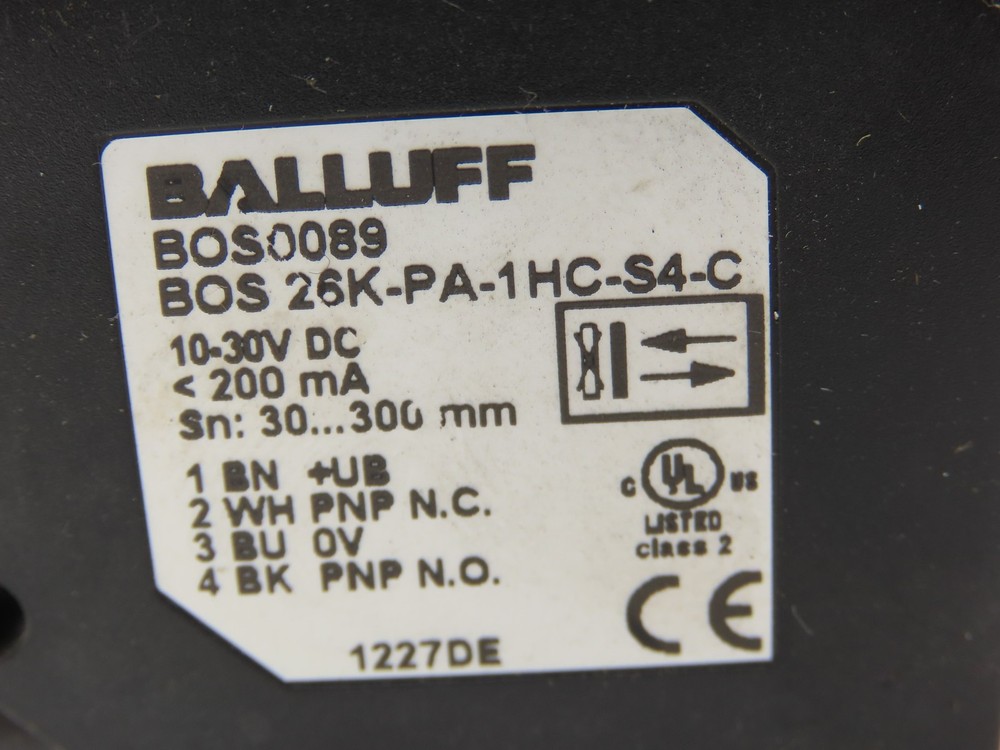 BALLUFF
BOS0089
BOS 26K-PA-1HC-S4-C
10-30V DC
< 200 mA
Sn: 30...300 mm
1 BN +UB
2 WH PNP N.C.
3 BU 0V
4 BK PNP N.O.
C UL US
LISTED
class 2
CE
1227DE